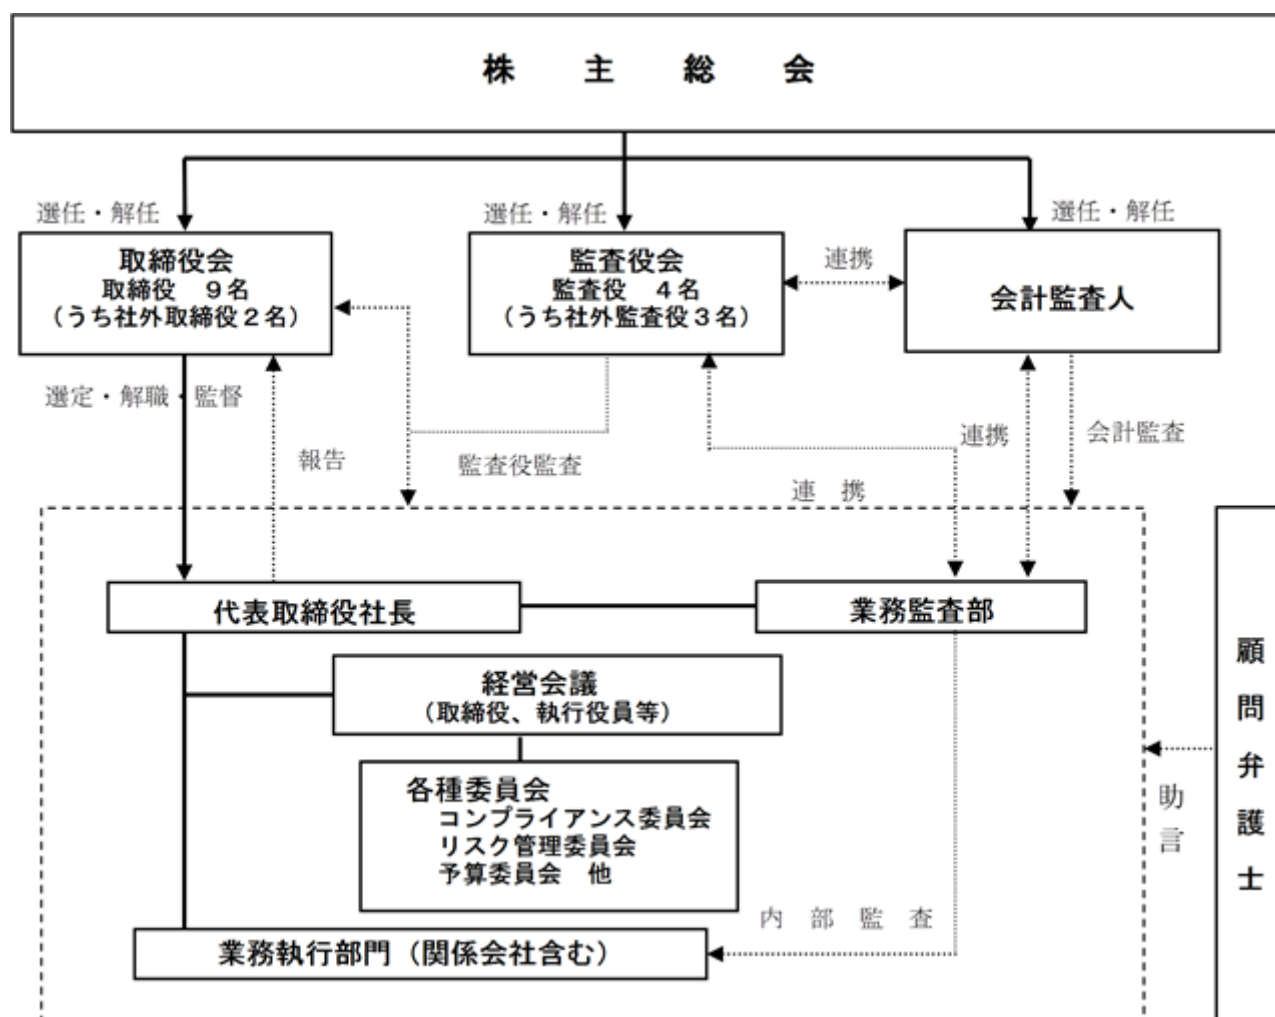 株　主　総　会
選任・解任
選任・解任
選任・解任
取締役会
取締役　９名
（うち社外取締役２名）
監査役会
監査役　４名
（うち社外監査役３名）
連携
会計監査人
選定・解職・監督
報告
監査役監査
連　携
連携
会計監査
代表取締役社長
業務監査部
経営会議
（取締役、執行役員等）
各種委員会
コンプライアンス委員会
リスク管理委員会
予算委員会　他
内　部　監　査
業務執行部門（関係会社含む）
助言
顧問弁護士